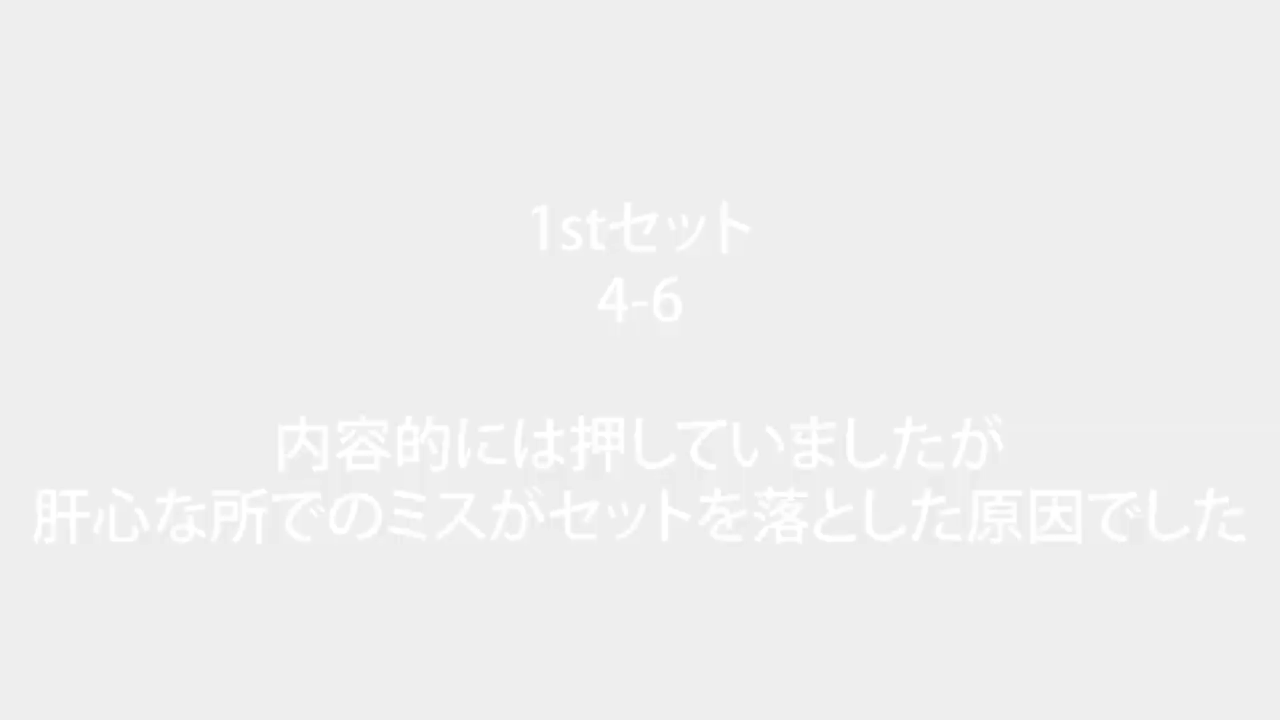 1stセット
4-6
内容的には押していましたが
肝心な所でのミスがセットを落とした原因でした